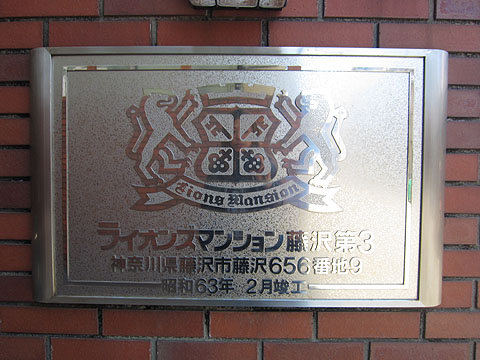 Lions Mansion
ライオンズマンション藤沢第3
神奈川県藤沢市藤沢656番地9
昭和63年 2月竣工